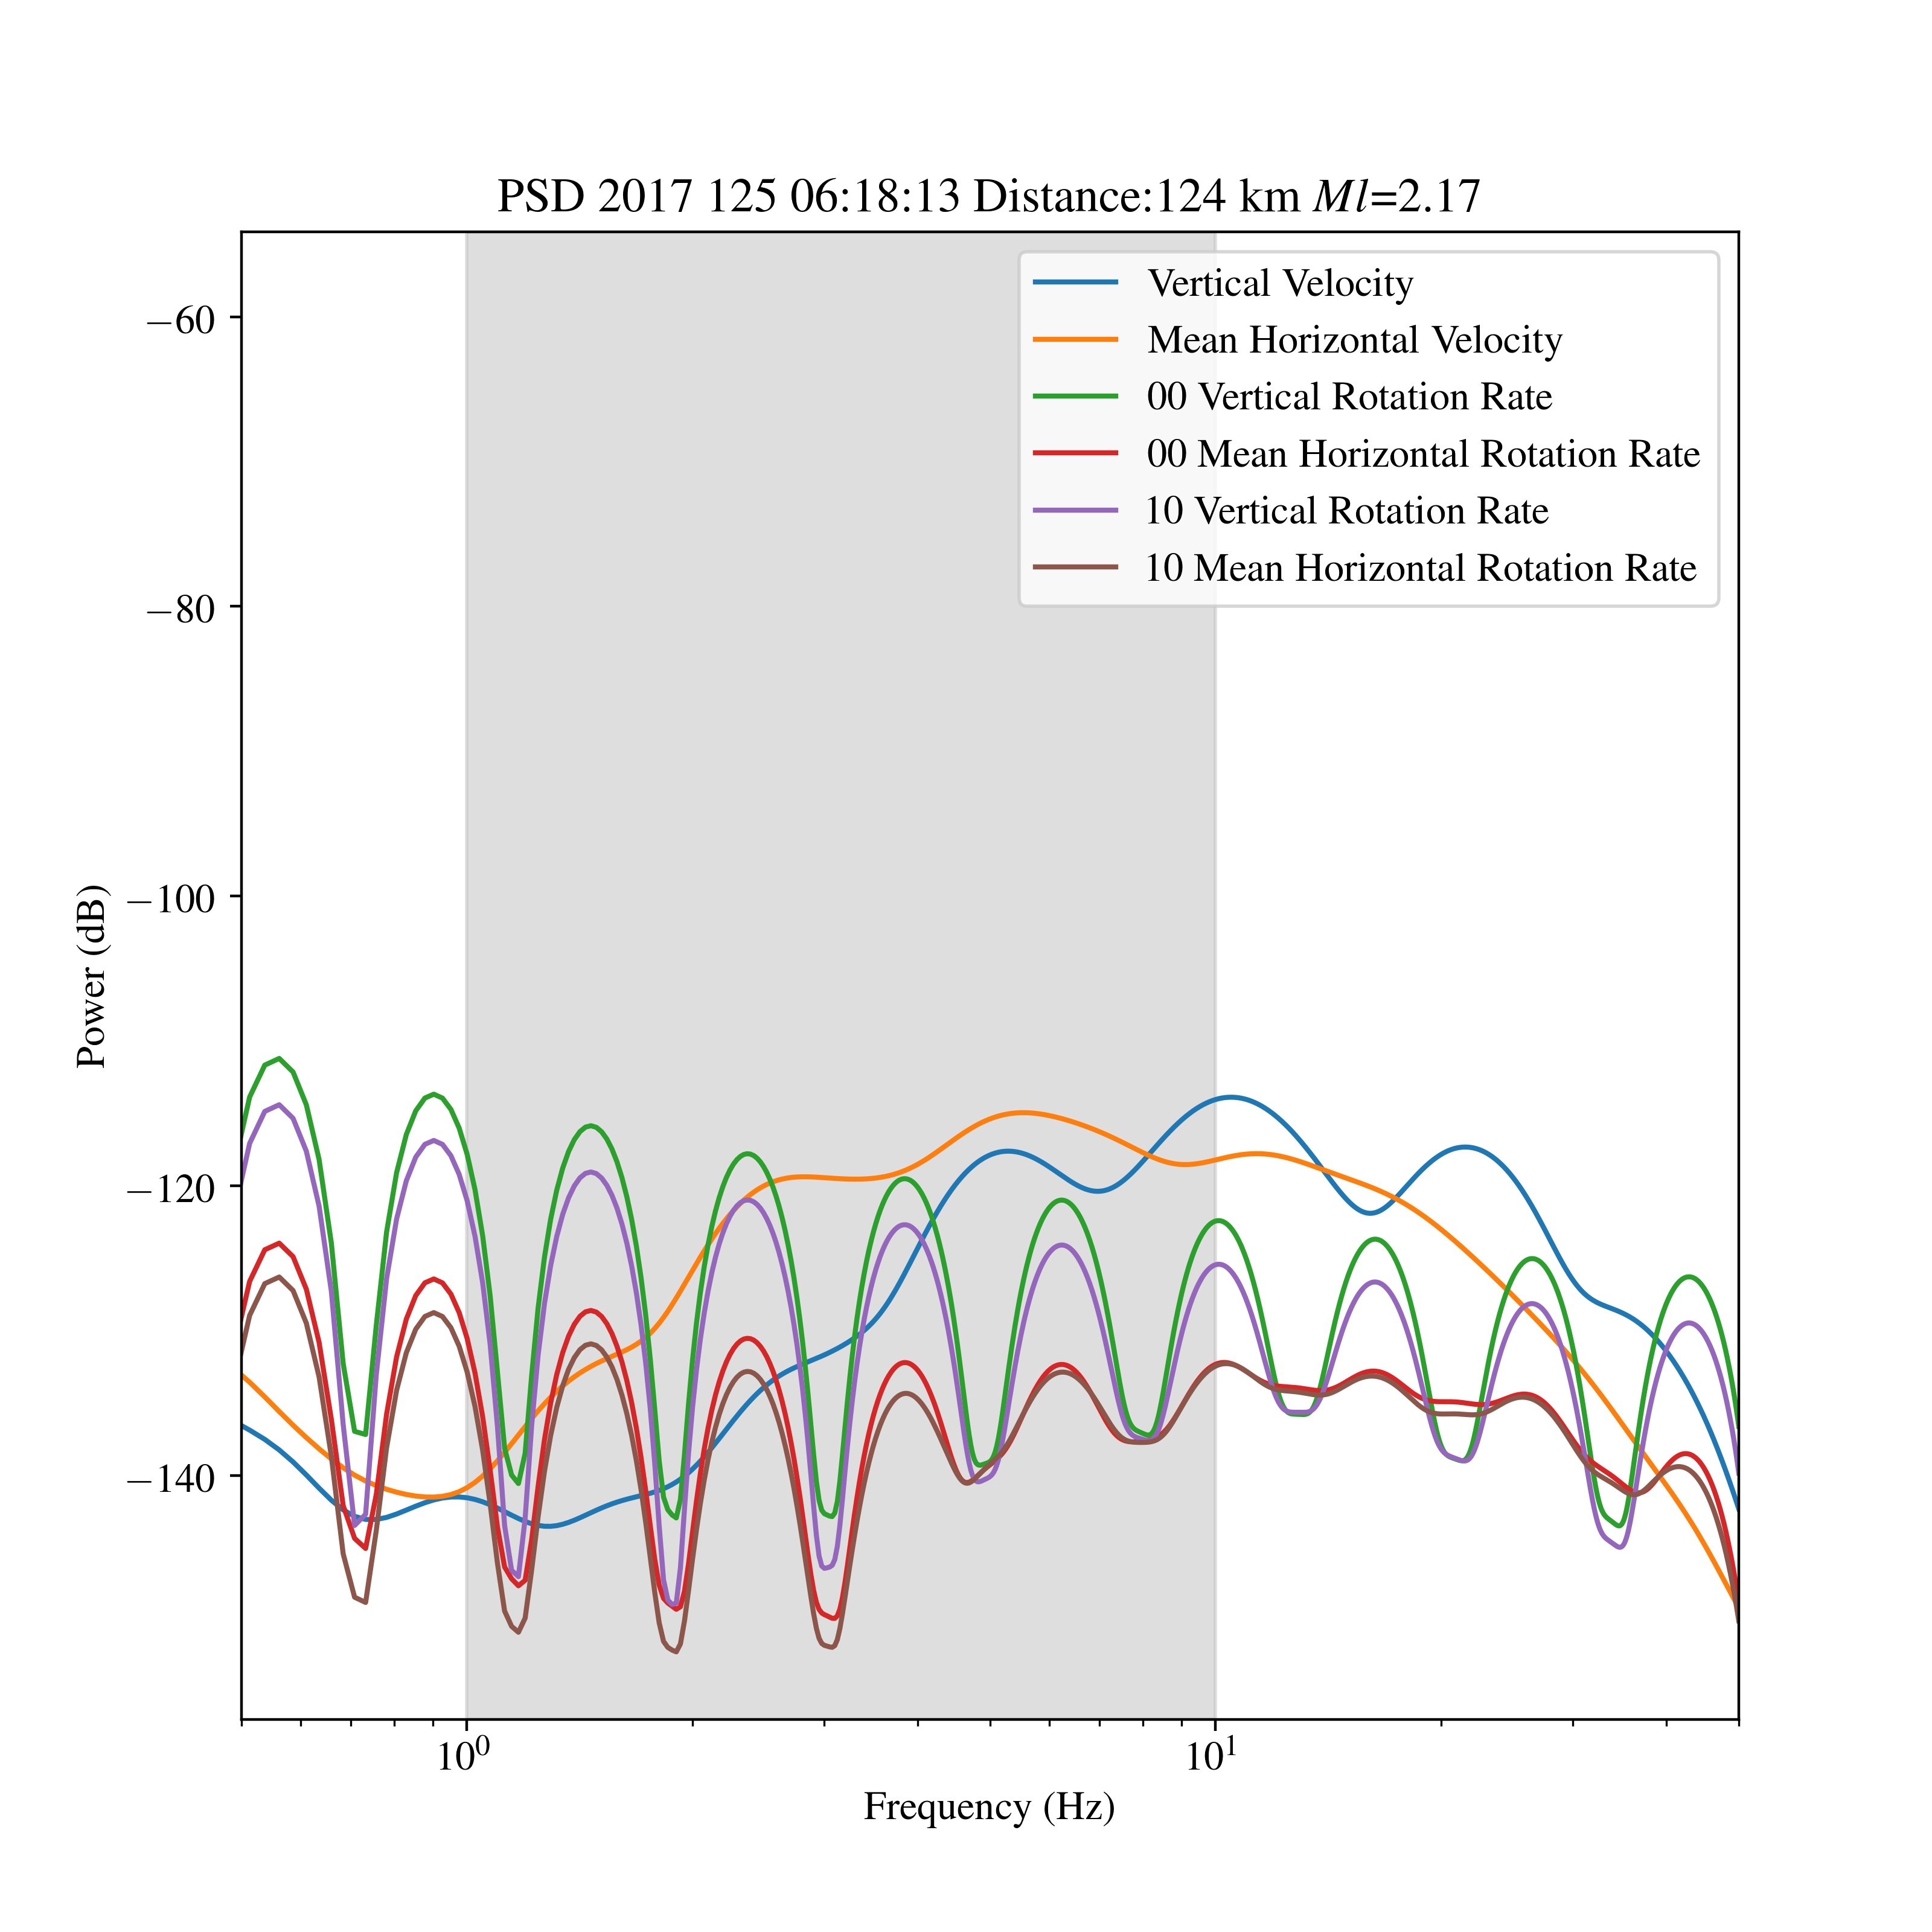 PSD 2017 125 06:18:13 Distance:124 km Ml=2.17
Vertical Velocity
Mean Horizontal Velocity
00 Vertical Rotation Rate
00 Mean Horizontal Rotation Rate
10 Vertical Rotation Rate
10 Mean Horizontal Rotation Rate
−60
−80
−100
−120
−140
Power (dB)
10⁰
10¹
Frequency (Hz)